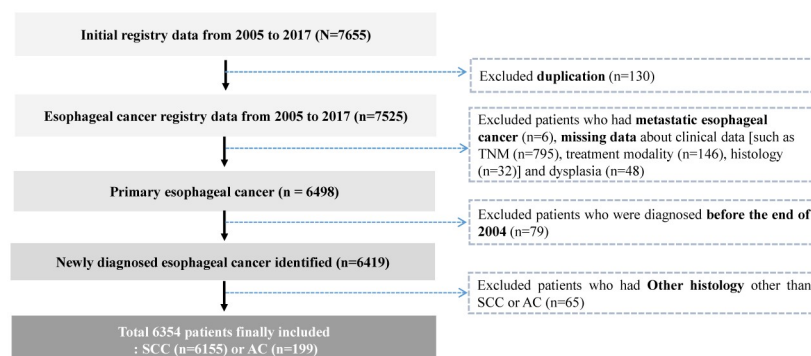 Initial registry data from 2005 to 2017 (N=7655)
Excluded duplication (n=130)
Esophageal cancer registry data from 2005 to 2017 (n=7525)
Excluded patients who had metastatic esophageal
cancer (n=6), missing data about clinical data [such as
TNM (n=795), treatment modality (n=146), histology
(n=32)] and dysplasia (n=48)
Primary esophageal cancer (n = 6498)
Excluded patients who were diagnosed before the end of
2004 (n=79)
Newly diagnosed esophageal cancer identified (n=6419)
Excluded patients who had Other histology other than
SCC or AC (n=65)
Total 6354 patients finally included
: SCC (n=6155) or AC (n=199)